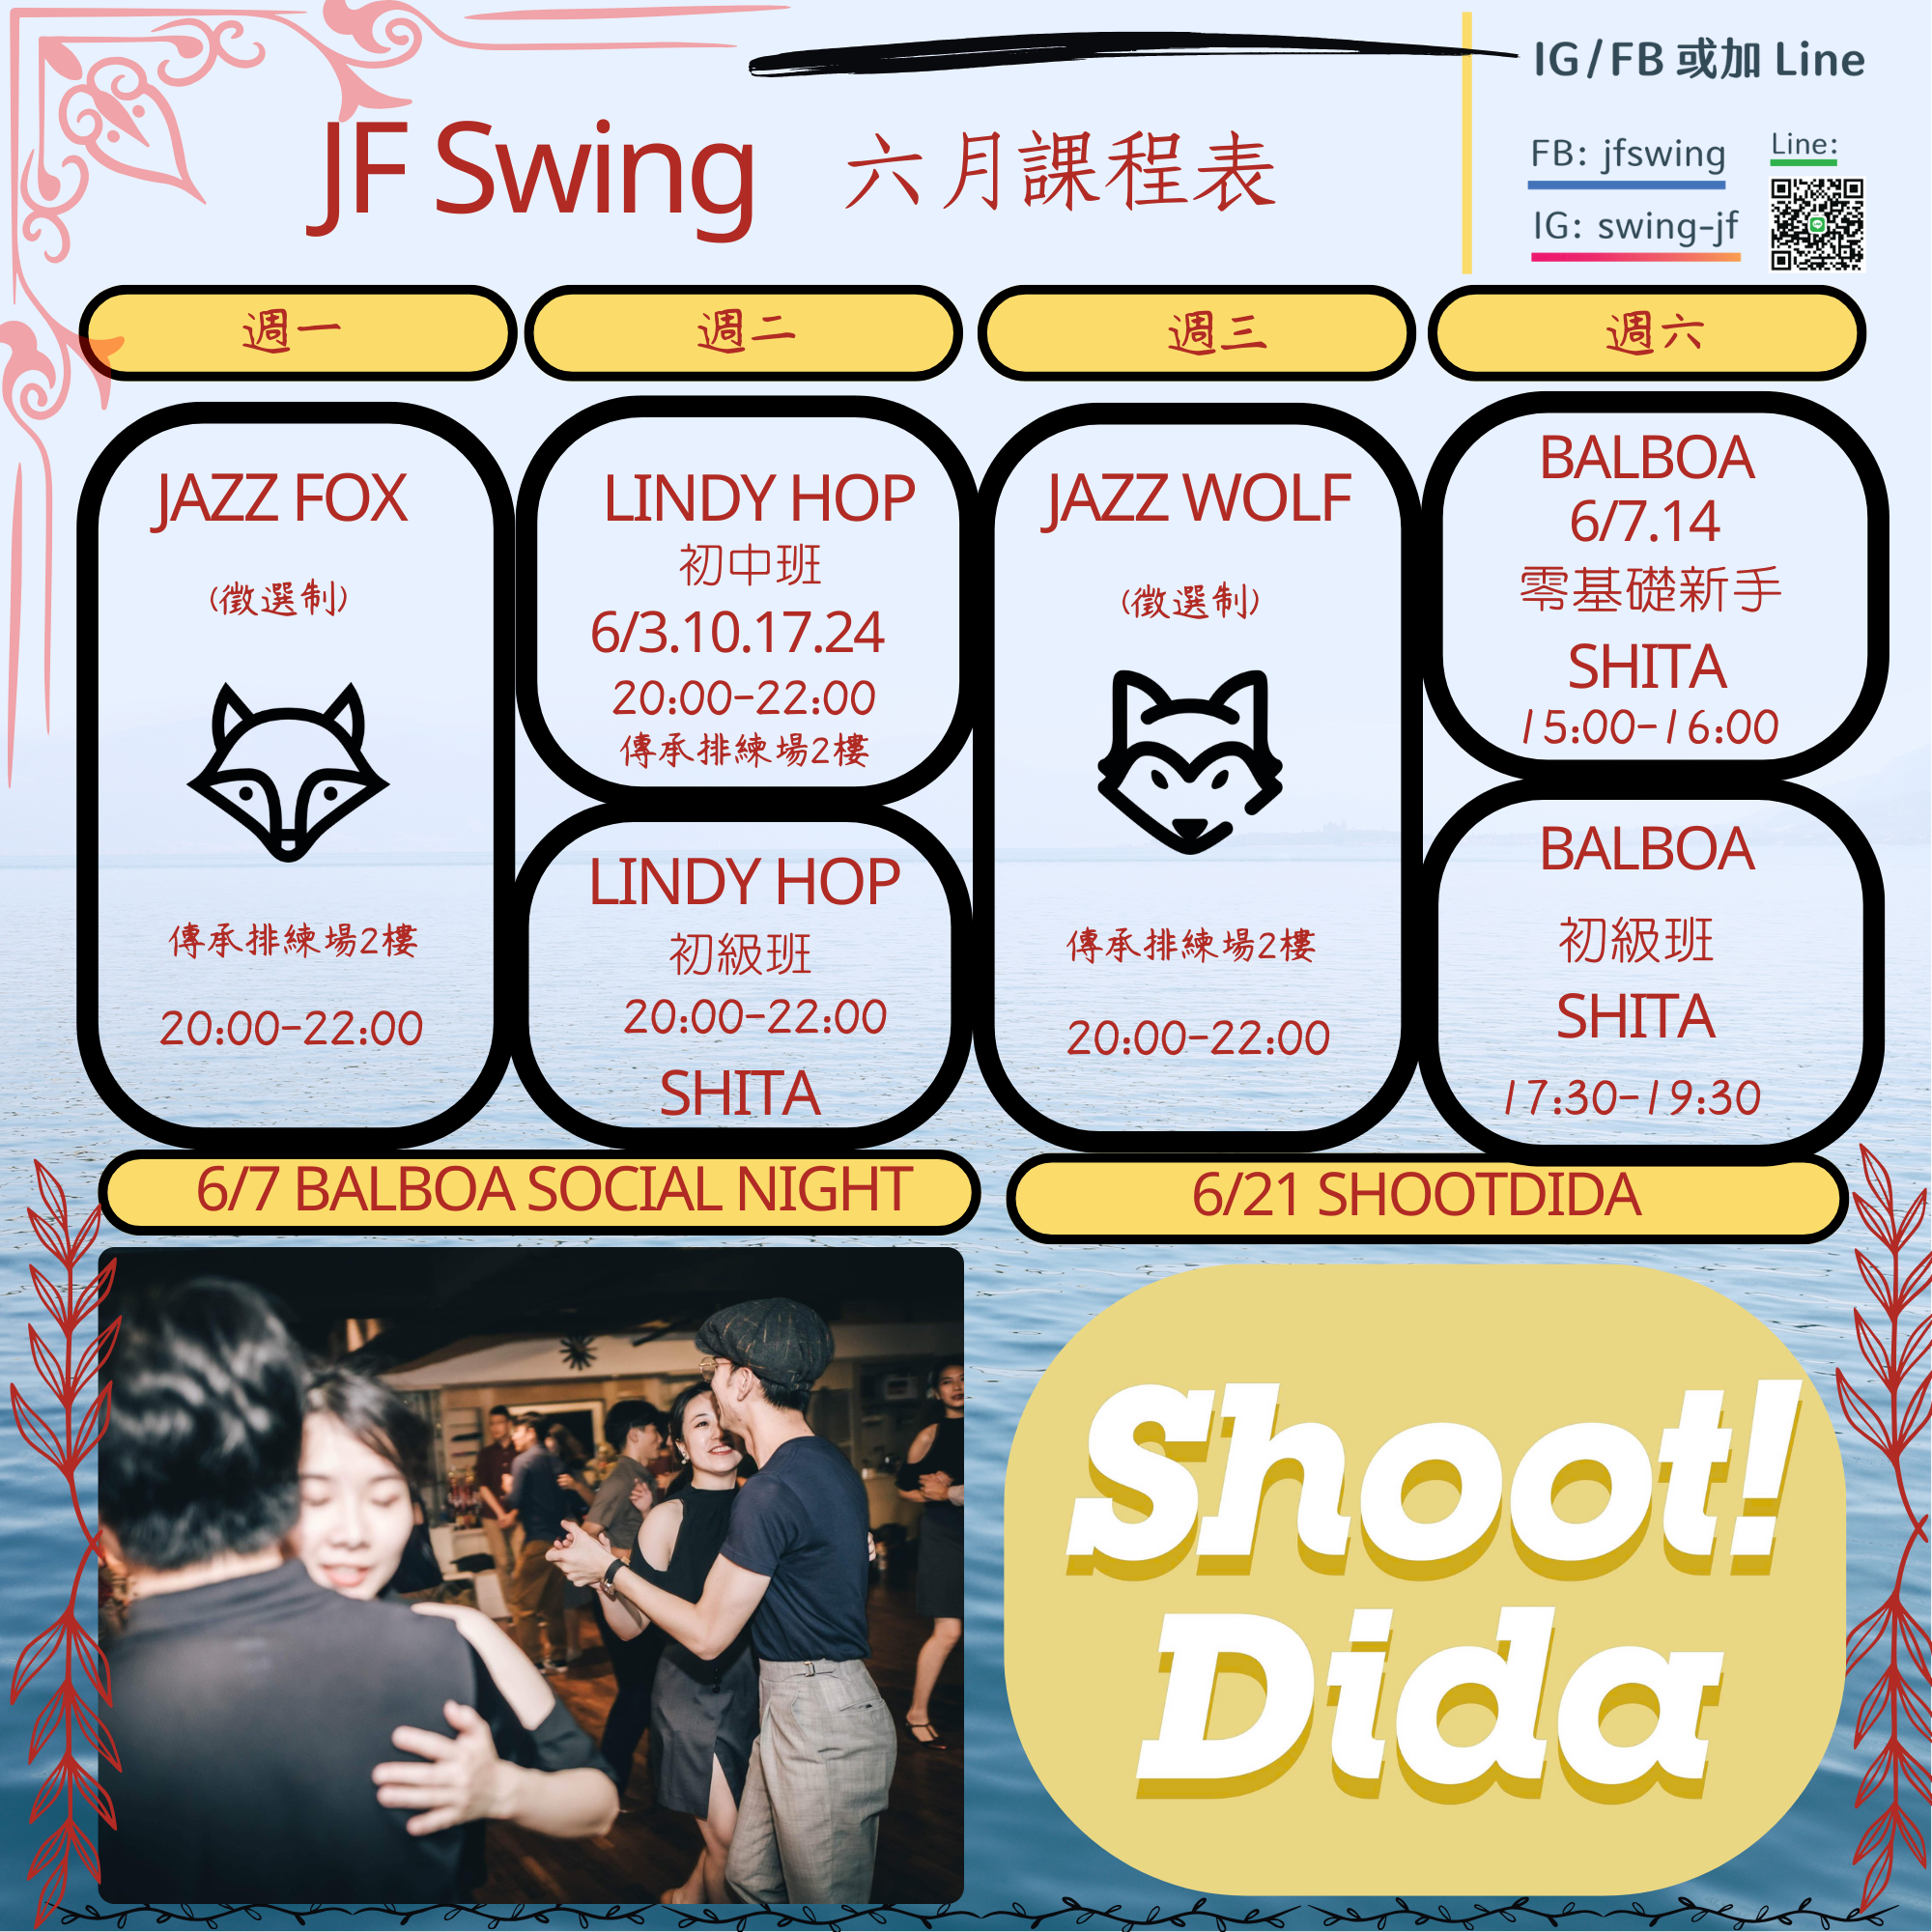 JF Swing 六月課程表
IG/FB 或加 Line
FB: jfswing
IG: swing-jf
Line:
週一
JAZZ FOX
(徵選制)
傳承排練場2樓
20:00-22:00
週二
LINDY HOP
初中班
6/3.10.17.24
20:00-22:00
傳承排練場2樓
LINDY HOP
初級班
20:00-22:00
SHITA
週三
JAZZ WOLF
(徵選制)
傳承排練場2樓
20:00-22:00
週六
BALBOA
6/7.14
零基礎新手
SHITA
15:00-16:00
BALBOA
初級班
SHITA
17:30-19:30
6/7 BALBOA SOCIAL NIGHT
6/21 SHOOTDIDA
Shoot!
Dida